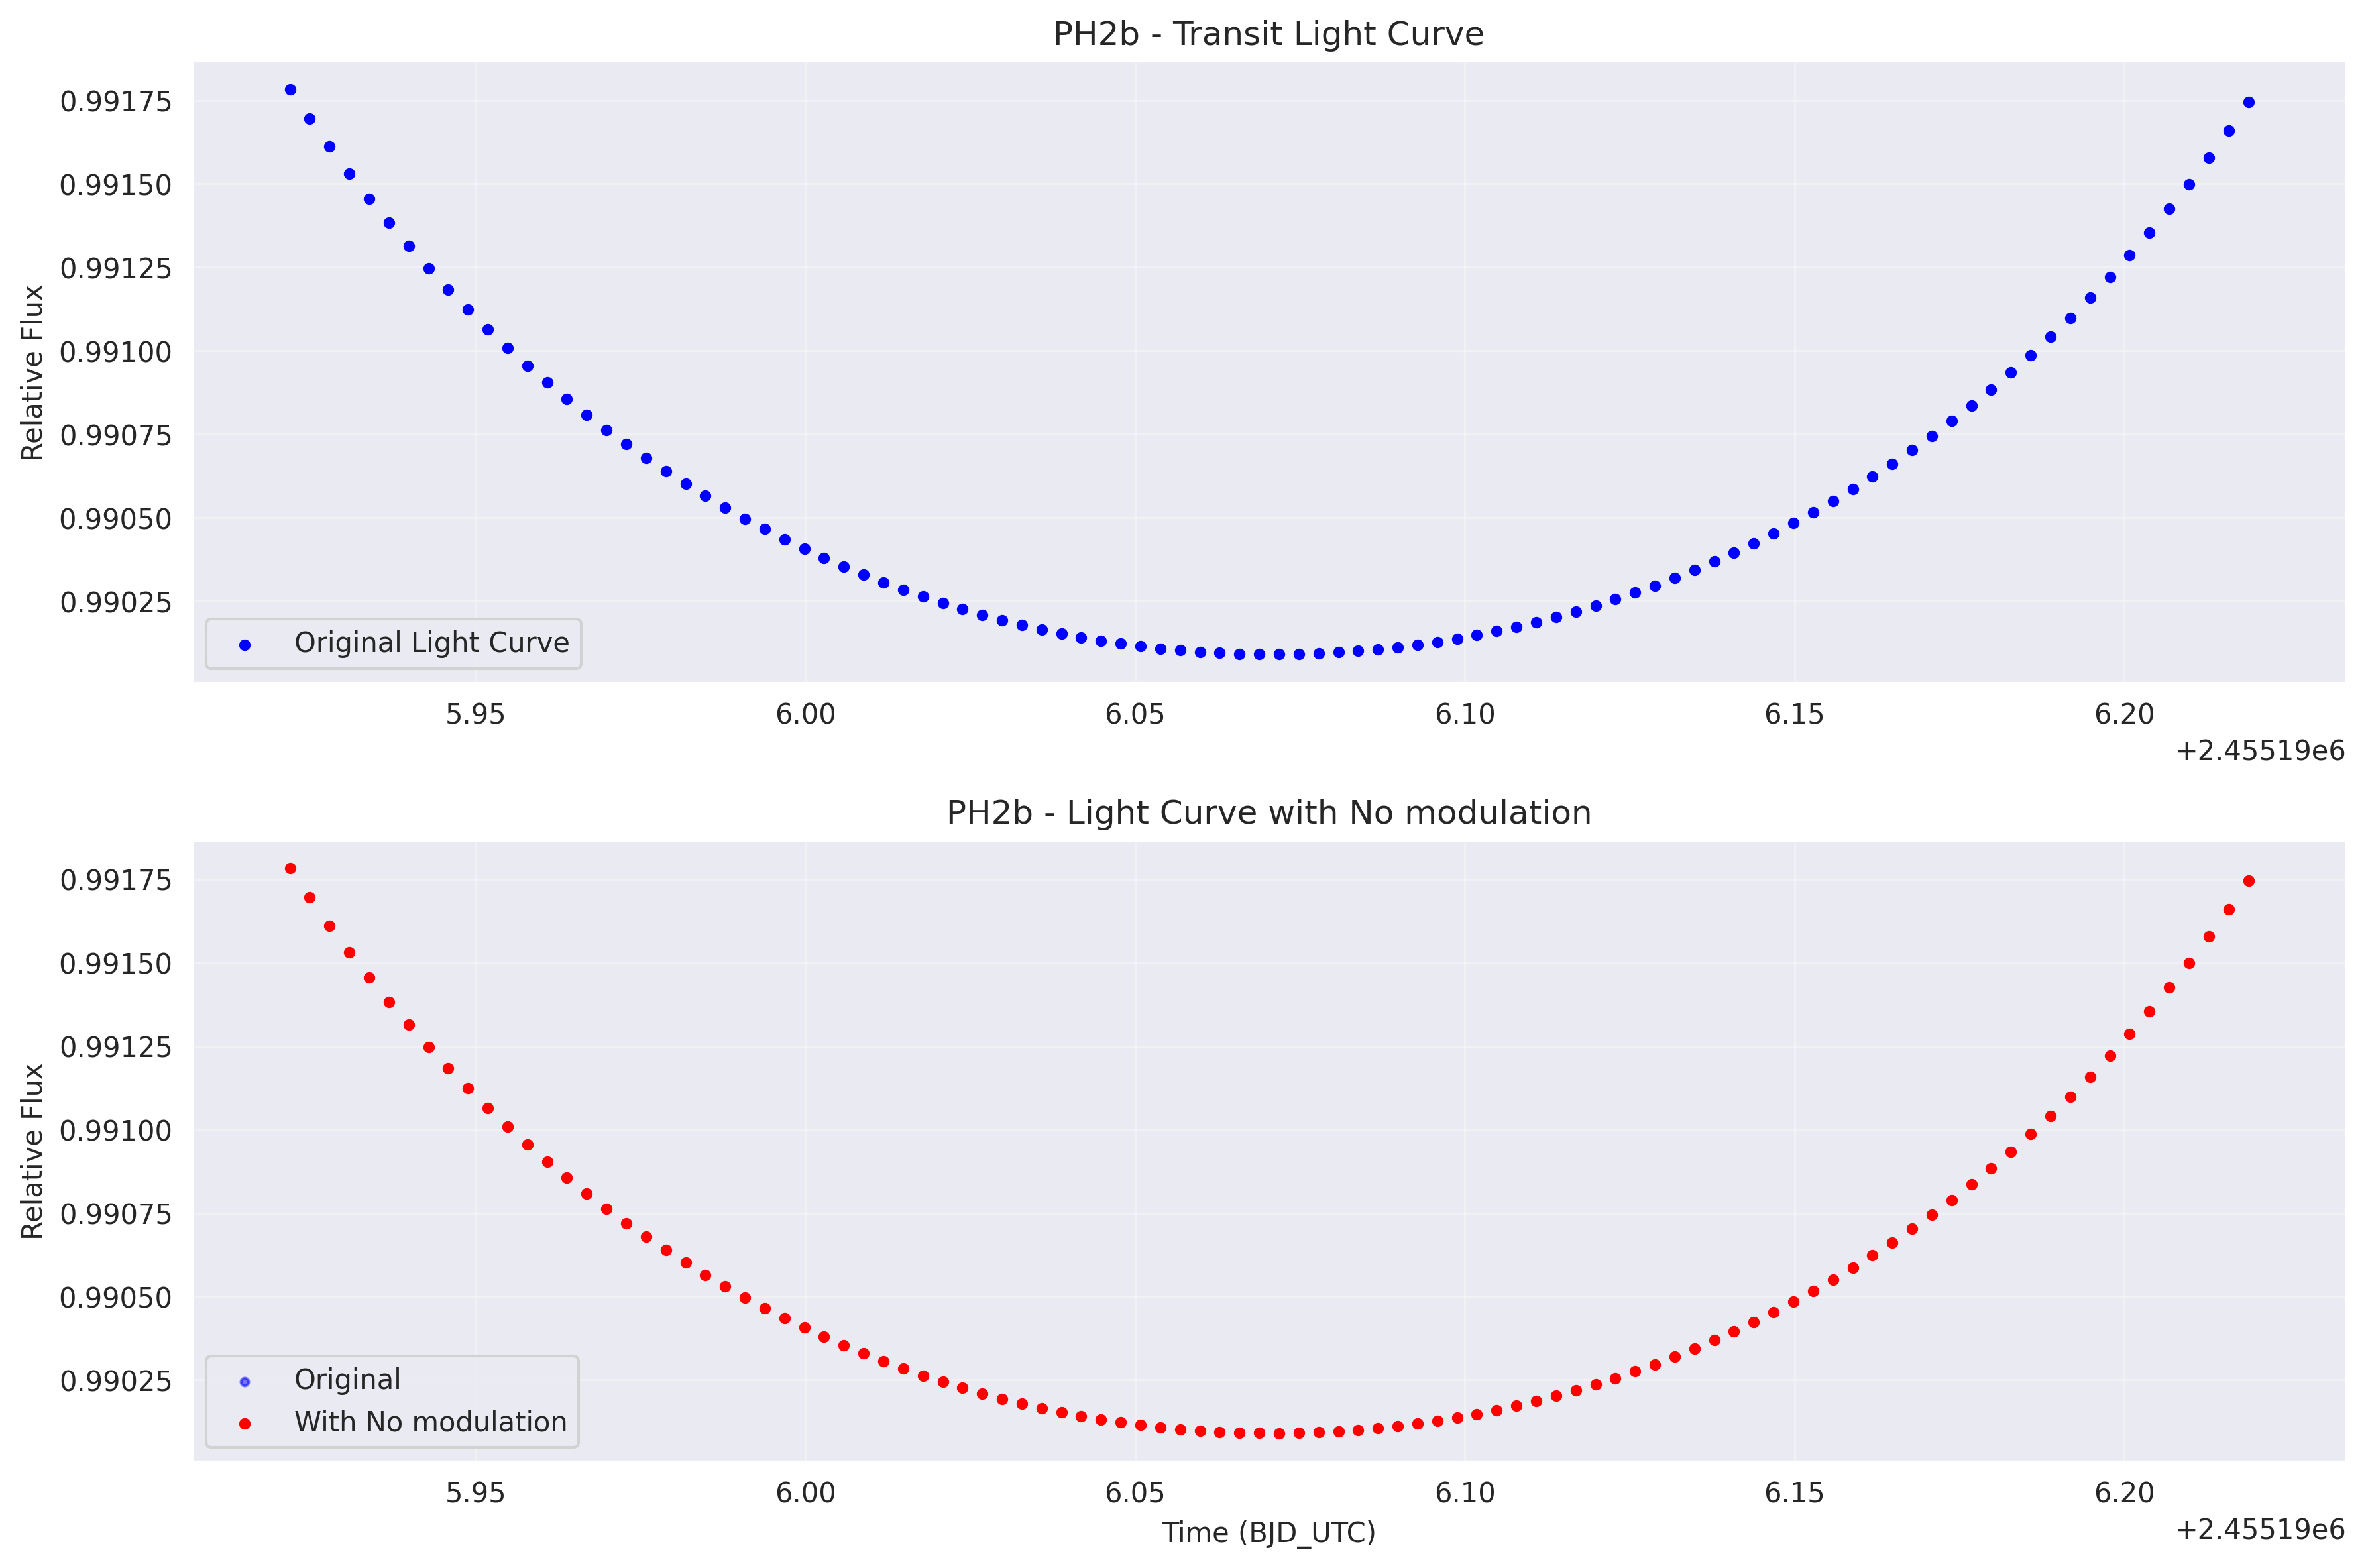 PH2b - Transit Light Curve
Relative Flux
0.99175
0.99150
0.99125
0.99100
0.99075
0.99050
0.99025
Original Light Curve
5.95 6.00 6.05 6.10 6.15 6.20
+2.45519e6
PH2b - Light Curve with No modulation
Relative Flux
0.99175
0.99150
0.99125
0.99100
0.99075
0.99050
0.99025
Original
With No modulation
5.95 6.00 6.05 6.10 6.15 6.20
Time (BJD_UTC)
+2.45519e6